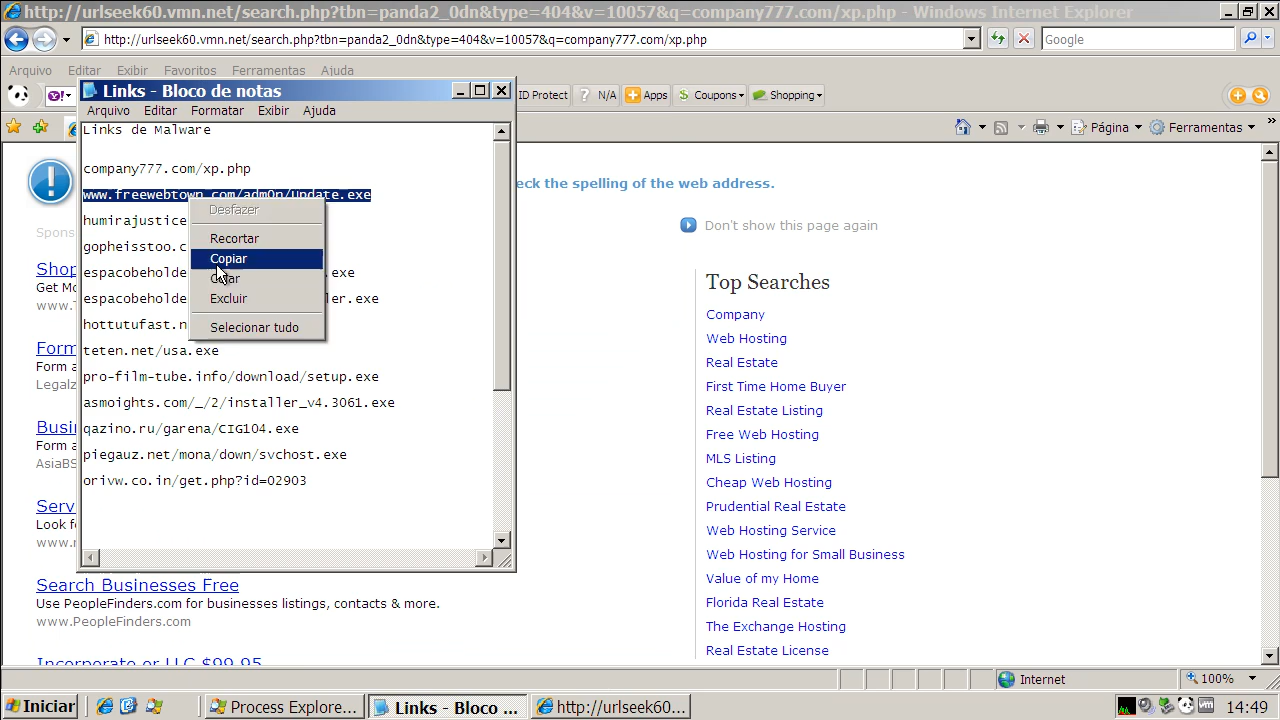 http://urlseek60.vmn.net/search.php?tbn=panda2_0dn&type=404&v=10057&q=company777.com/xp.php - Windows Internet Explorer
http://urlseek60.vmn.net/search.php?tbn=panda2_0dn&type=404&v=10057&q=company777.com/xp.php
Google
Arquivo Editar Exibir Favoritos Ferramentas Ajuda
Links - Bloco de notas
ID Protect ? N/A Apps Coupons Shopping
Arquivo Editar Formatar Exibir Ajuda
Página Ferramentas
Links de Malware
company777.com/xp.php
www.freewebtown.com/adm0n/update.exe
humirajustice
gopheisstoo.c
espacobeholde
.exe
espacobeholde
ler.exe
hottutufast.n
teten.net/usa.exe
pro-film-tube.info/download/setup.exe
asmoights.com/_/2/installer_v4.3061.exe
qazino.ru/garena/CIG104.exe
piegauz.net/mona/down/svchost.exe
orivw.co.in/get.php?id=02903
Desfazer
Recortar
Copiar
Colar
Excluir
Selecionar tudo
eck the spelling of the web address.
Don't show this page again
Spons
Shop
Get Mo
www.T
Form
Form a
Legalz
Busi
Form a
AsiaBS
Serv
Look fo
www.r
Search Businesses Free
Use PeopleFinders.com for businesses listings, contacts & more.
www.PeopleFinders.com
Incorporate or LLC $99.95
Top Searches
Company
Web Hosting
Real Estate
First Time Home Buyer
Real Estate Listing
Free Web Hosting
MLS Listing
Cheap Web Hosting
Prudential Real Estate
Web Hosting Service
Web Hosting for Small Business
Value of my Home
Florida Real Estate
The Exchange Hosting
Real Estate License
Internet
100%
Iniciar
Process Explore...
Links - Bloco ...
http://urlseek60...
14:49